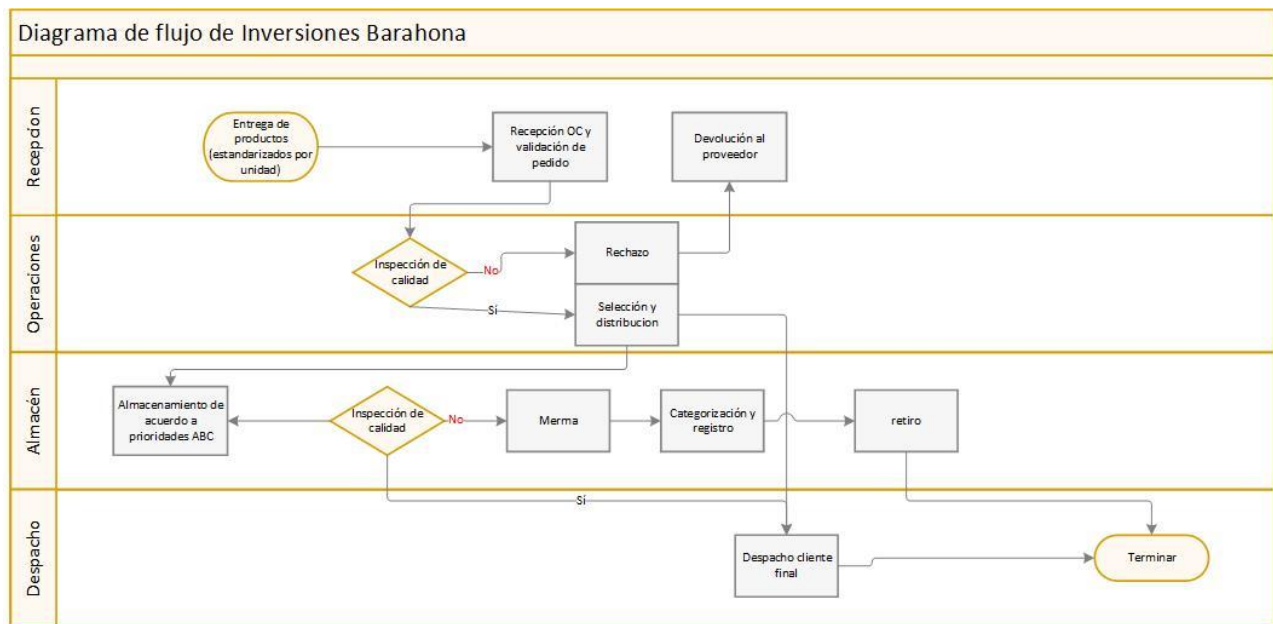 Diagrama de flujo de Inversiones Barahona
Recepcion
Entrega de
productos
(estandarizados por
unidad)
Recepción OC y
validación de
pedido
Devolución al
proveedor
Operaciones
Inspección de
calidad
No
Rechazo
Sí
Selección y
distribucion
Almacén
Almacenamiento de
acuerdo a
prioridades ABC
Inspección de
calidad
No
Merma
Categorización y
registro
retiro
Despacho
Sí
Despacho cliente
final
Terminar